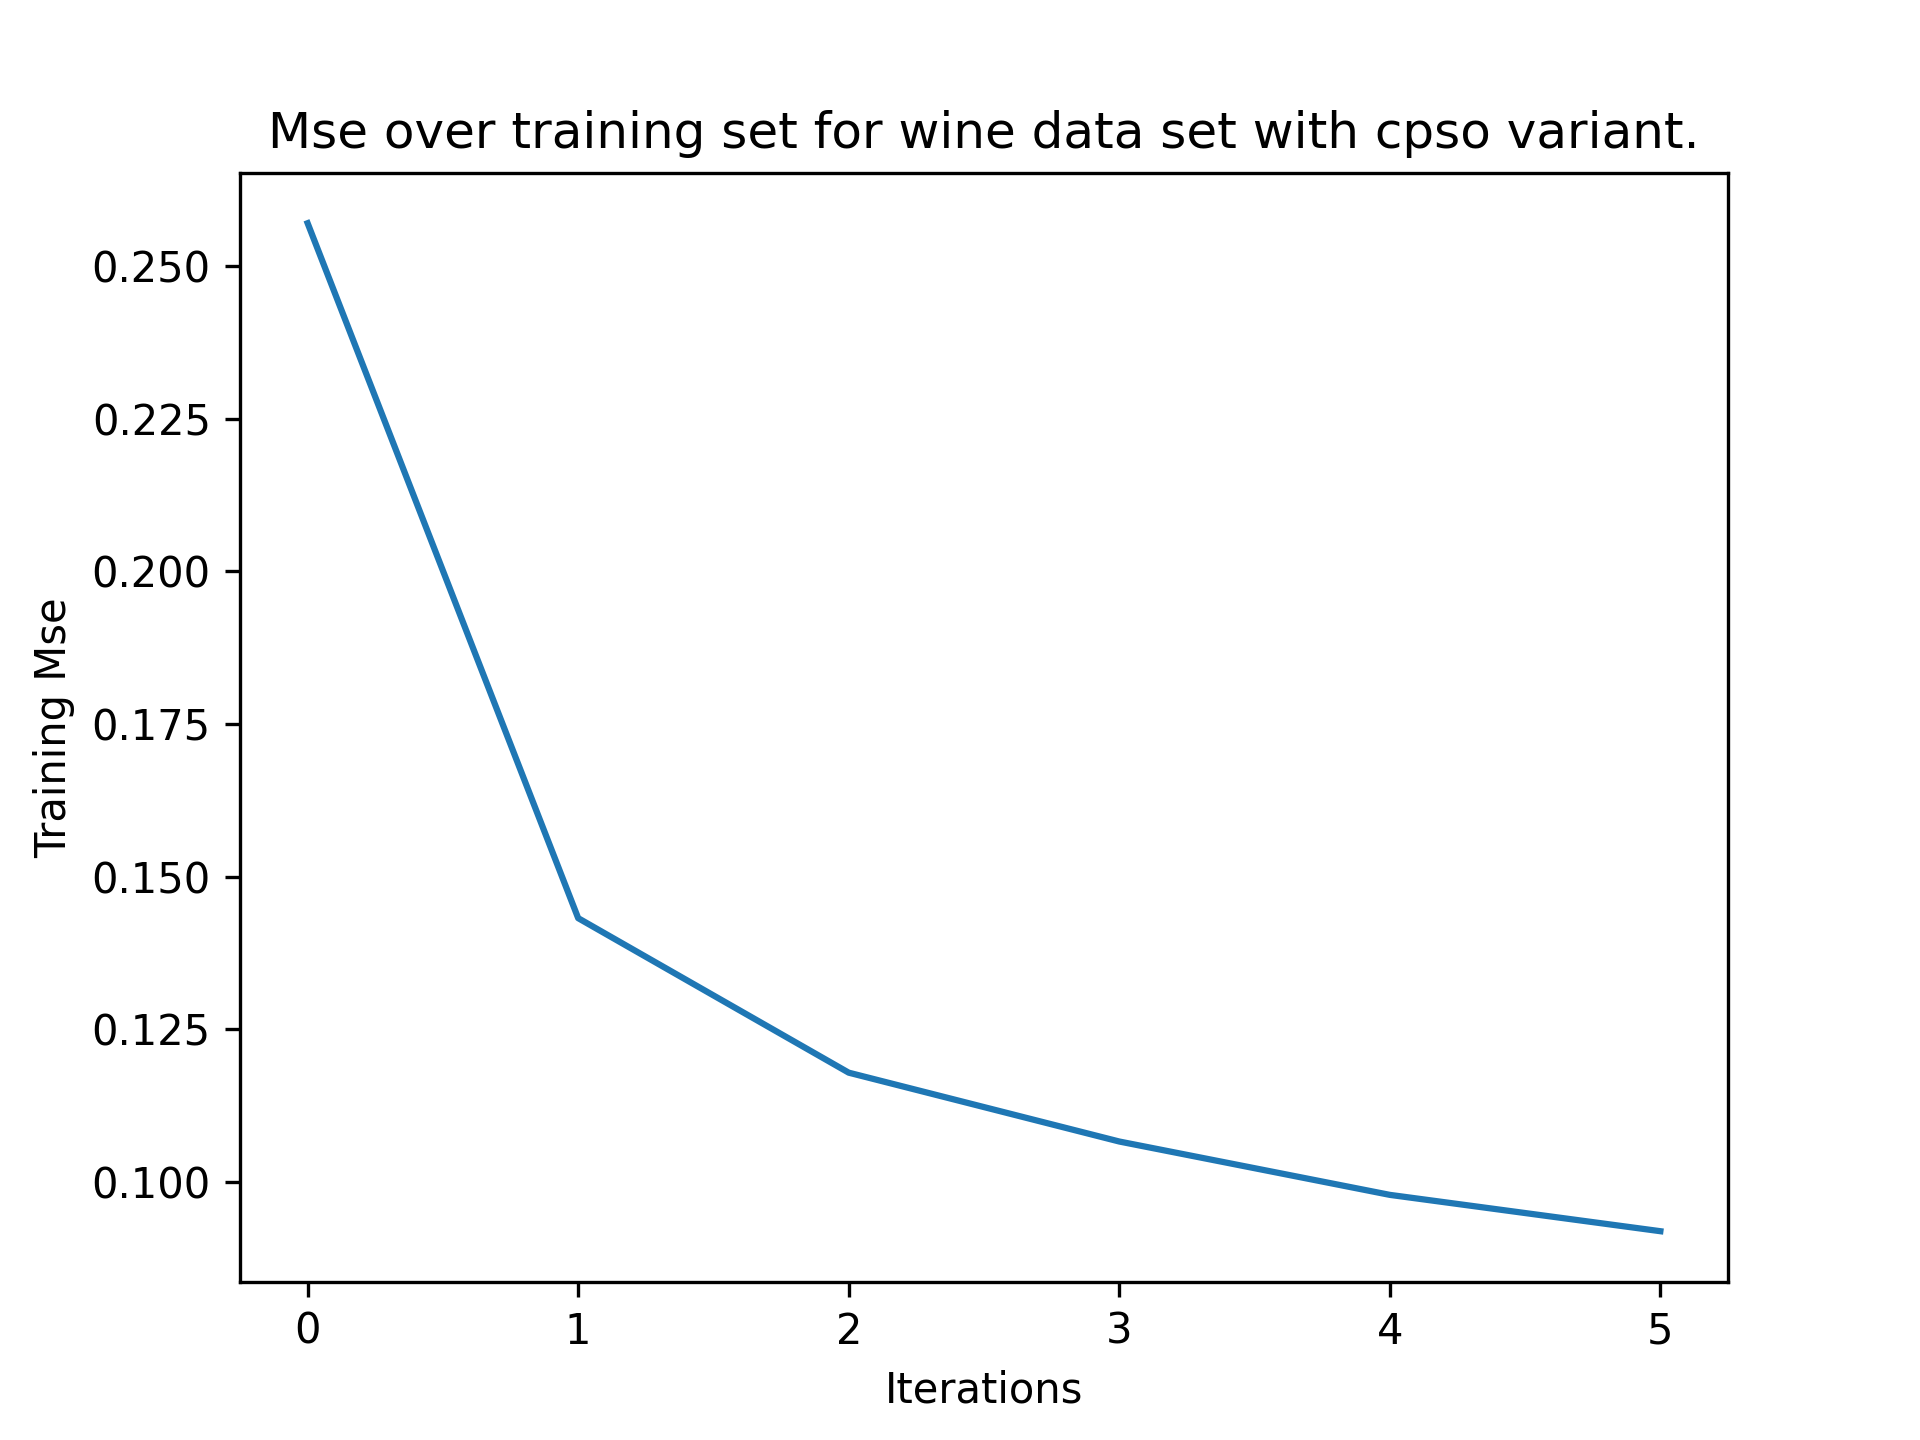 Mse over training set for wine data set with cpso variant.
0.250
0.225
0.200
0.175
0.150
0.125
0.100
Training Mse
0 1 2 3 4 5
Iterations